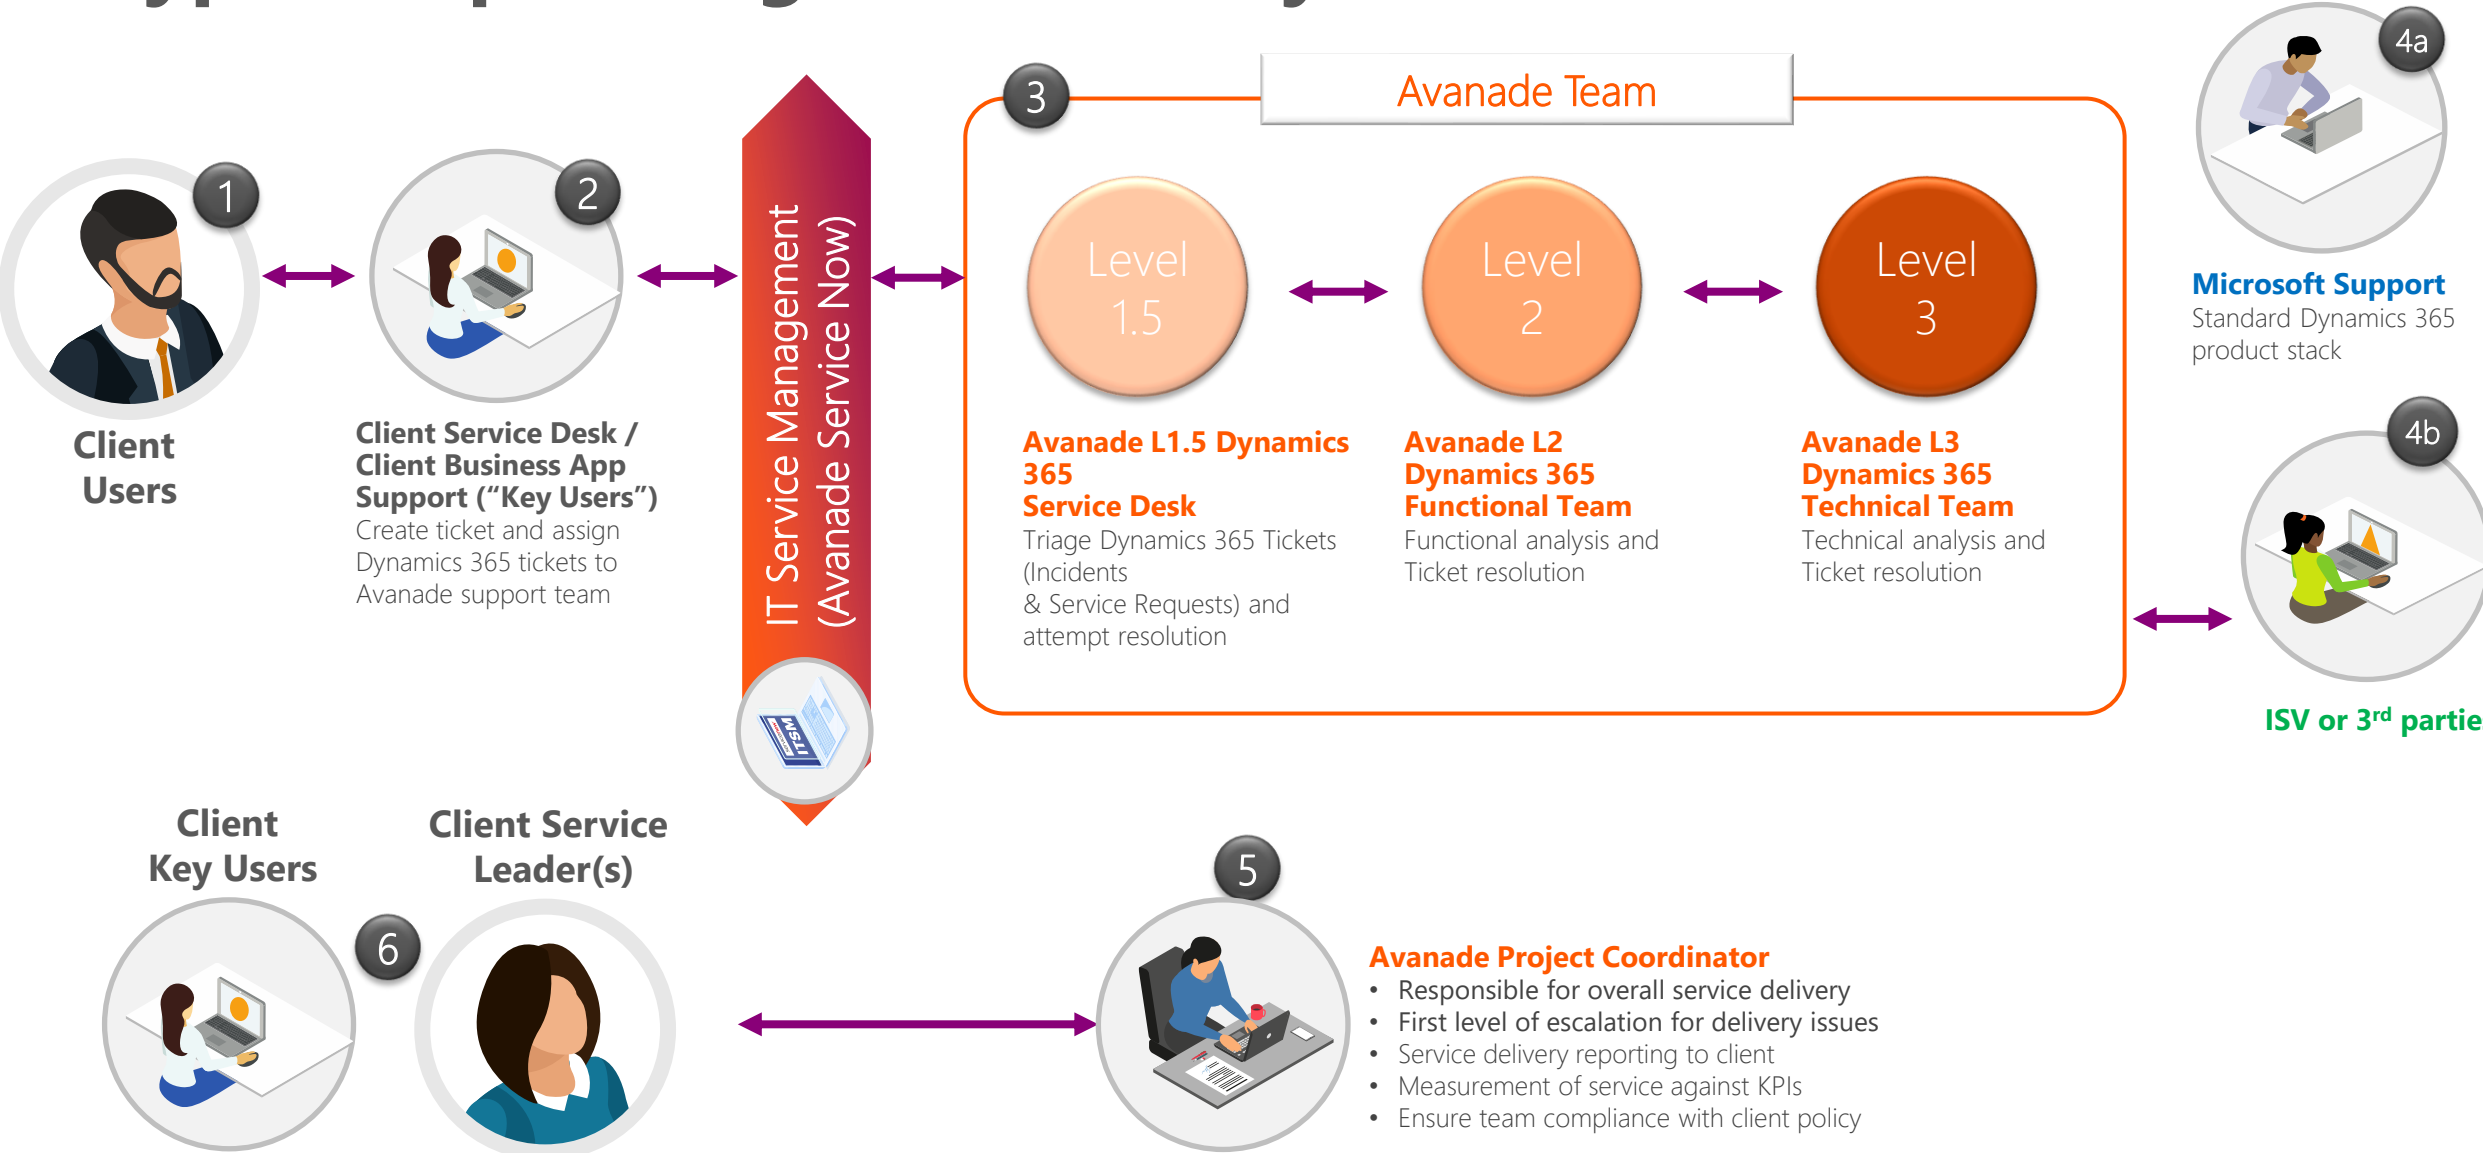 1
Client
Users
2
Client Service Desk /
Client Business App
Support (“Key Users”)
Create ticket and assign
Dynamics 365 tickets to
Avanade support team
IT Service Management
(Avanade Service Now)
ITSM
3
Avanade Team
Level
1.5
Avanade L1.5 Dynamics
365
Service Desk
Triage Dynamics 365 Tickets
(Incidents
& Service Requests) and
attempt resolution
Level
2
Avanade L2
Dynamics 365
Functional Team
Functional analysis and
Ticket resolution
Level
3
Avanade L3
Dynamics 365
Technical Team
Technical analysis and
Ticket resolution
4a
Microsoft Support
Standard Dynamics 365
product stack
4b
ISV or 3rd partie
Client
Key Users
6
Client Service
Leader(s)
5
Avanade Project Coordinator
• Responsible for overall service delivery
• First level of escalation for delivery issues
• Service delivery reporting to client
• Measurement of service against KPIs
• Ensure team compliance with client policy